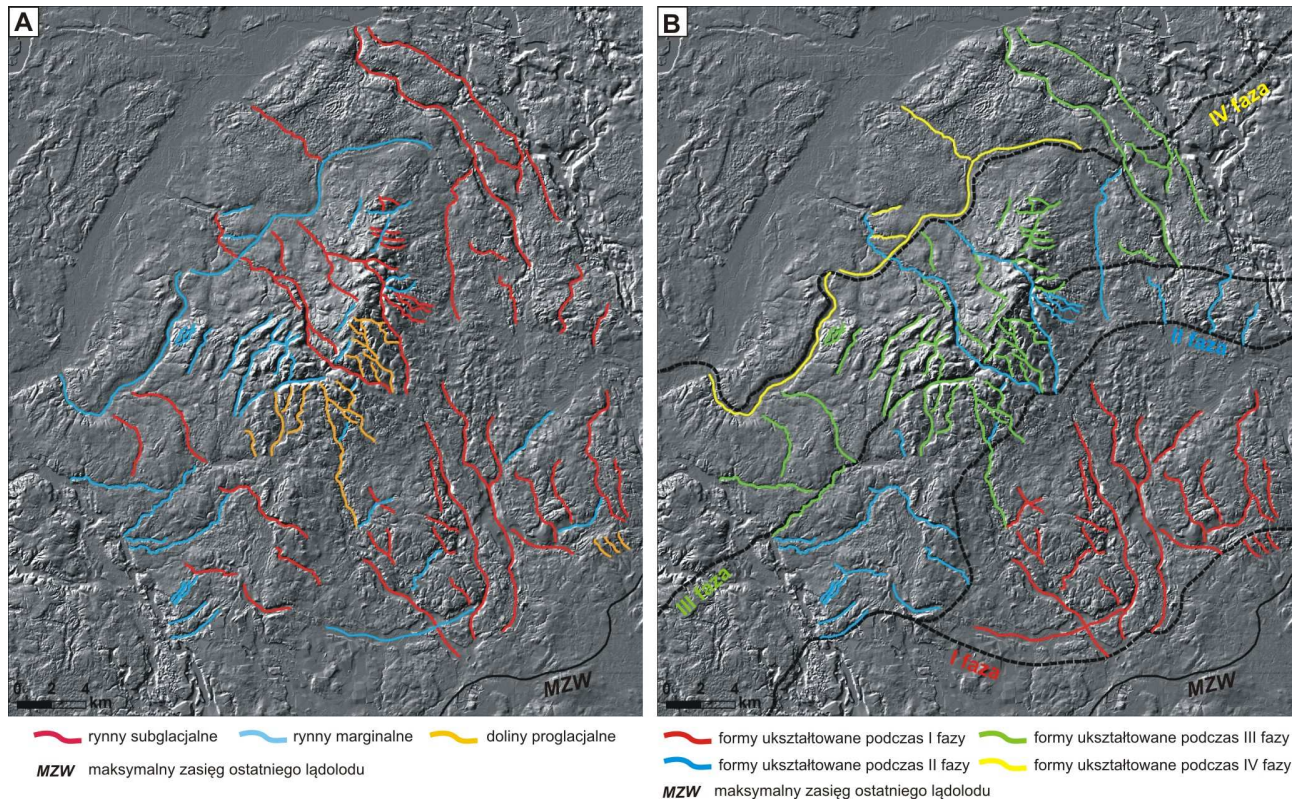 A
0 2 4
km
MZW
rynny subglacjalne rynny marginalne doliny proglacjalne
MZW maksymalny zasięg ostatniego lądolodu
B
IV faza
II faza
III faza
I faza
0 2 4
km
MZW
formy ukształtowane podczas I fazy formy ukształtowane podczas III fazy
formy ukształtowane podczas II fazy formy ukształtowane podczas IV fazy
MZW maksymalny zasięg ostatniego lądolodu